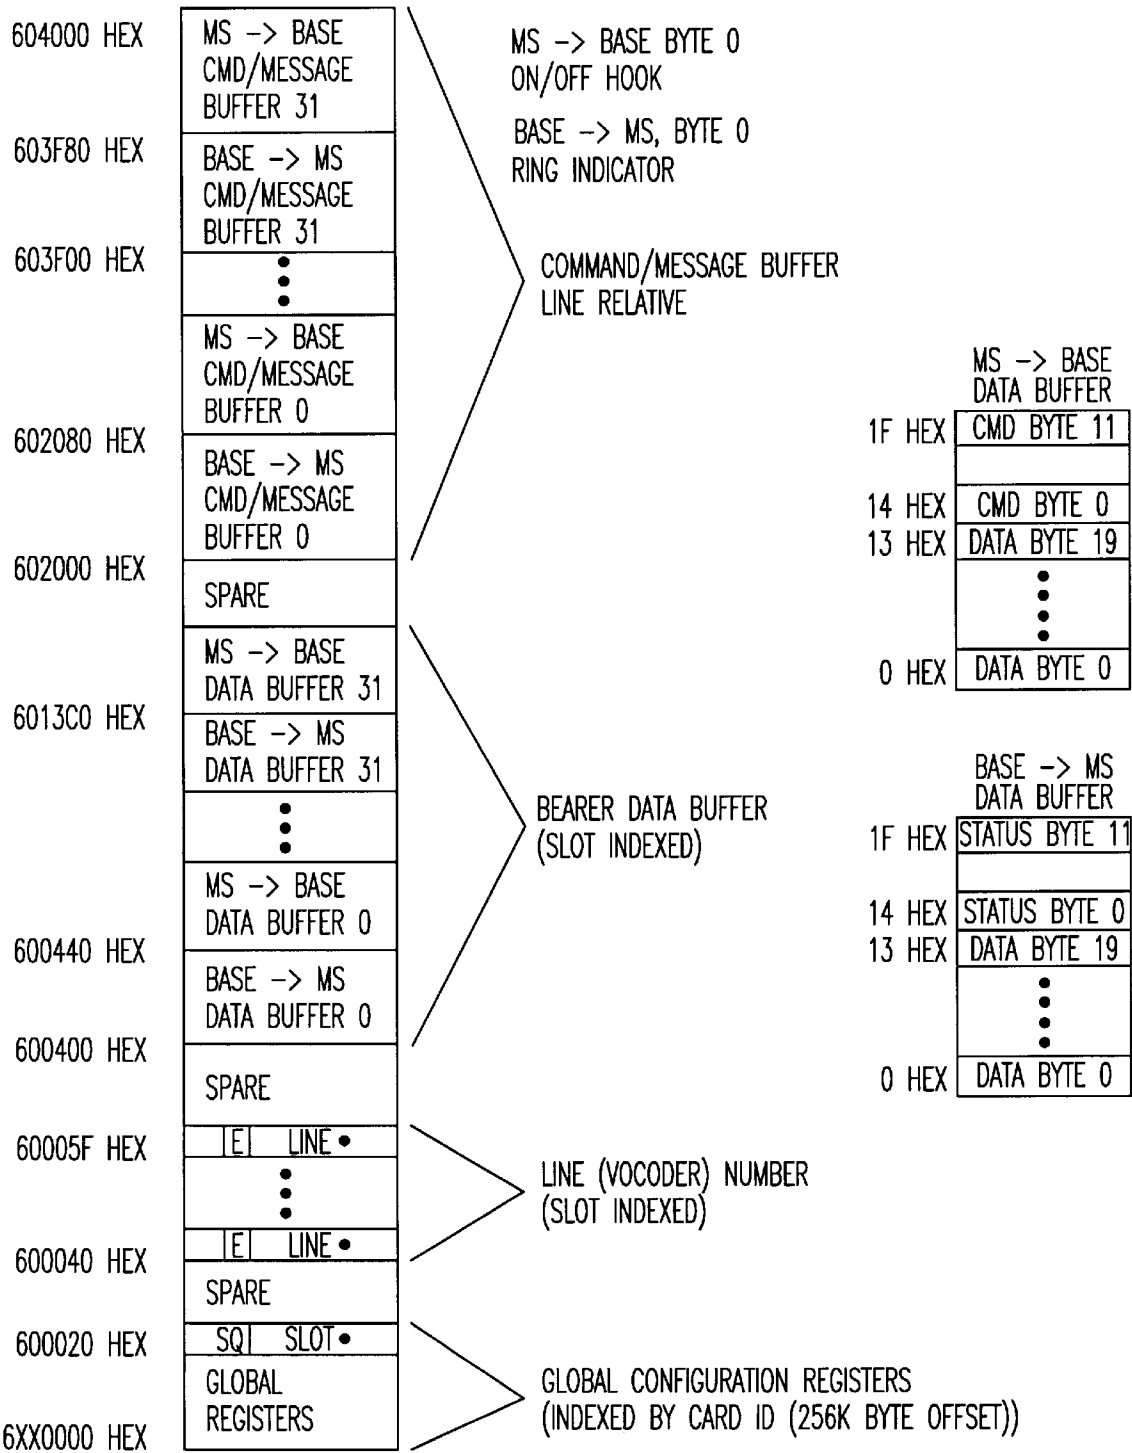 604000 HEX
MS -> BASE
CMD/MESSAGE
BUFFER 31
603F80 HEX
BASE -> MS
CMD/MESSAGE
BUFFER 31
603F00 HEX
MS -> BASE
CMD/MESSAGE
BUFFER 0
602080 HEX
BASE -> MS
CMD/MESSAGE
BUFFER 0
602000 HEX
SPARE
MS -> BASE
DATA BUFFER 31
6013C0 HEX
BASE -> MS
DATA BUFFER 31
MS -> BASE
DATA BUFFER 0
600440 HEX
BASE -> MS
DATA BUFFER 0
600400 HEX
SPARE
60005F HEX
|E| LINE •
|E| LINE •
600040 HEX
SPARE
600020 HEX
SQ| SLOT •
GLOBAL
REGISTERS
6XX0000 HEX
MS -> BASE BYTE 0
ON/OFF HOOK
BASE -> MS, BYTE 0
RING INDICATOR
COMMAND/MESSAGE BUFFER
LINE RELATIVE
BEARER DATA BUFFER
(SLOT INDEXED)
LINE (VOCODER) NUMBER
(SLOT INDEXED)
GLOBAL CONFIGURATION REGISTERS
(INDEXED BY CARD ID (256K BYTE OFFSET))
MS -> BASE
DATA BUFFER
1F HEX CMD BYTE 11
14 HEX CMD BYTE 0
13 HEX DATA BYTE 19
0 HEX DATA BYTE 0
BASE -> MS
DATA BUFFER
1F HEX STATUS BYTE 11
14 HEX STATUS BYTE 0
13 HEX DATA BYTE 19
0 HEX DATA BYTE 0